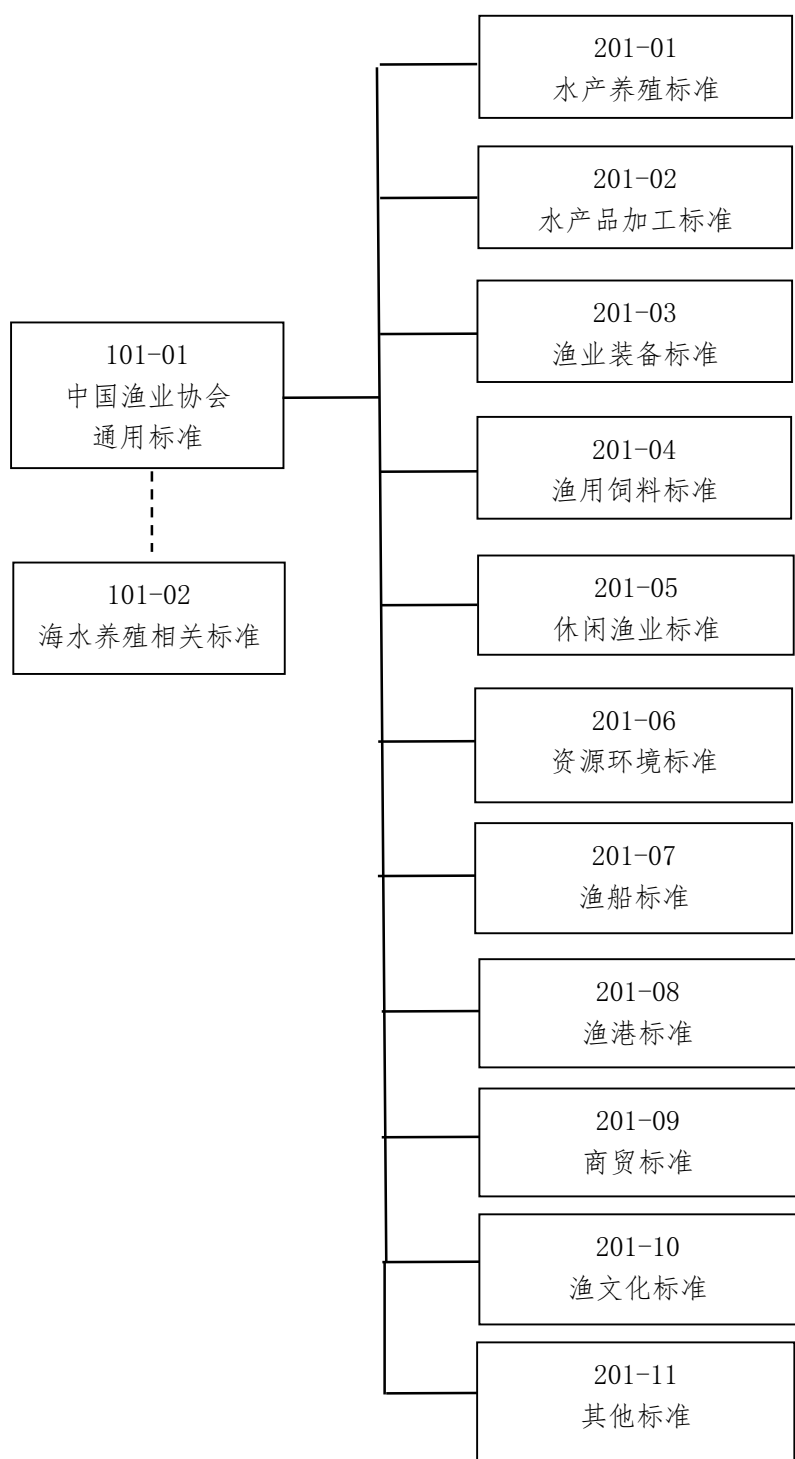 101-01
中国渔业协会
通用标准
101-02
海水养殖相关标准
201-01
水产养殖标准
201-02
水产品加工标准
201-03
渔业装备标准
201-04
渔用饲料标准
201-05
休闲渔业标准
201-06
资源环境标准
201-07
渔船标准
201-08
渔港标准
201-09
商贸标准
201-10
渔文化标准
201-11
其他标准